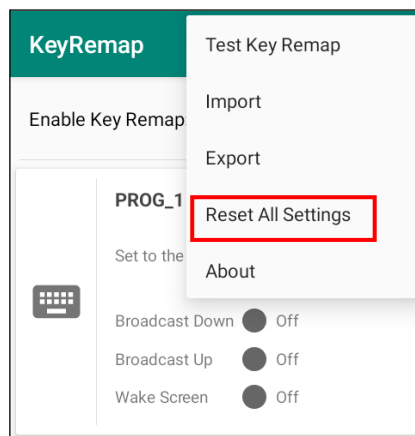 KeyRemap
Enable Key Remap
PROG_1
Set to the
Broadcast Down Off
Broadcast Up Off
Wake Screen Off
Test Key Remap
Import
Export
Reset All Settings
About